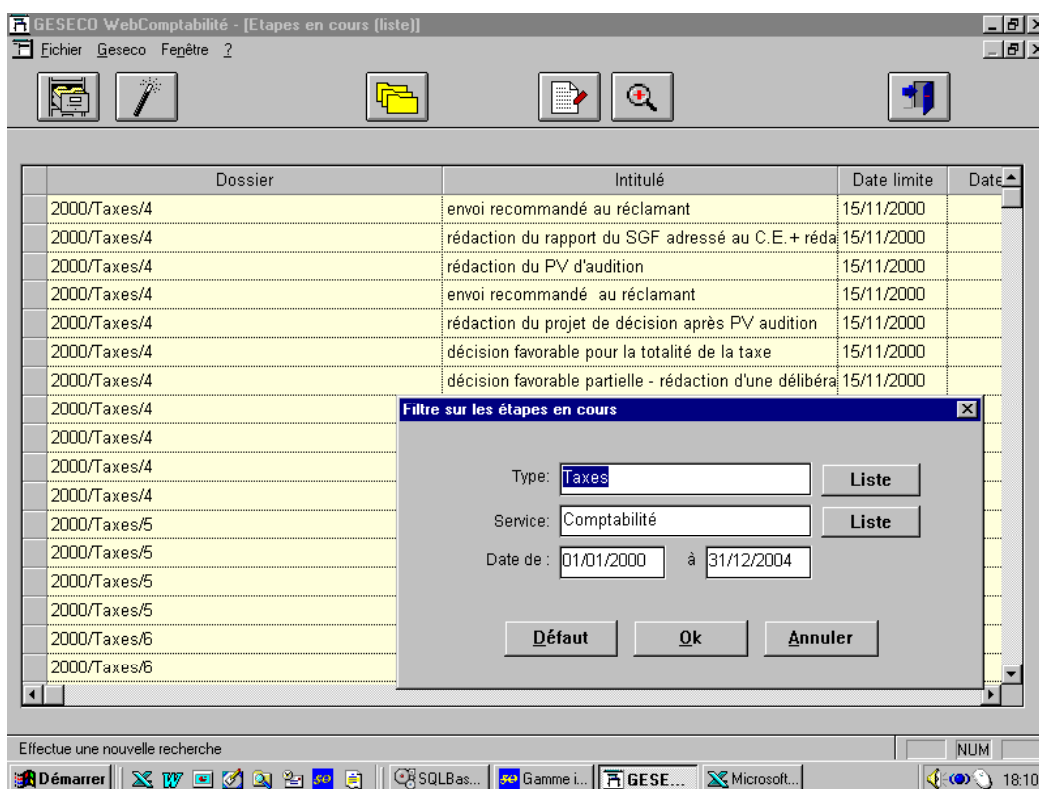 GESECO WebComptabilité - [Etapes en cours (liste)]
Fichier Geseco Fenêtre ?
Dossier Intitulé Date limite Date
2000/Taxes/4 envoi recommandé au réclamant 15/11/2000
2000/Taxes/4 rédaction du rapport du SGF adressé au C.E.+ réda 15/11/2000
2000/Taxes/4 rédaction du PV d'audition 15/11/2000
2000/Taxes/4 envoi recommandé au réclamant 15/11/2000
2000/Taxes/4 rédaction du projet de décision après PV audition 15/11/2000
2000/Taxes/4 décision favorable pour la totalité de la taxe 15/11/2000
2000/Taxes/4 décision favorable partielle - rédaction d'une délibéra 15/11/2000
2000/Taxes/4
2000/Taxes/4
2000/Taxes/4
2000/Taxes/4
2000/Taxes/5
2000/Taxes/5
2000/Taxes/5
2000/Taxes/5
2000/Taxes/6
2000/Taxes/6
Filtre sur les étapes en cours
Type: Taxes Liste
Service: Comptabilité Liste
Date de : 01/01/2000 à 31/12/2004
Défaut Ok Annuler
Effectue une nouvelle recherche NUM
Démarrer so SQLBas... so Gamme i... GESE... Microsoft... 18:10